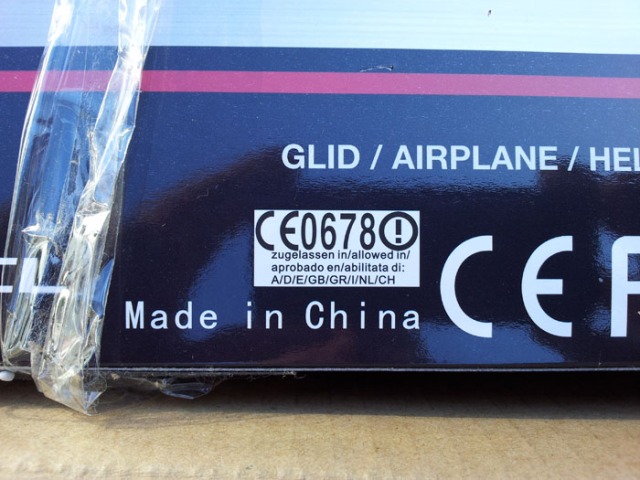 GLID / AIRPLANE / HEL
CE0678
zugelassen in/allowed in/
aprobado en/abilitata di:
A/D/E/GB/GR/I/NL/CH
Made in China
CE